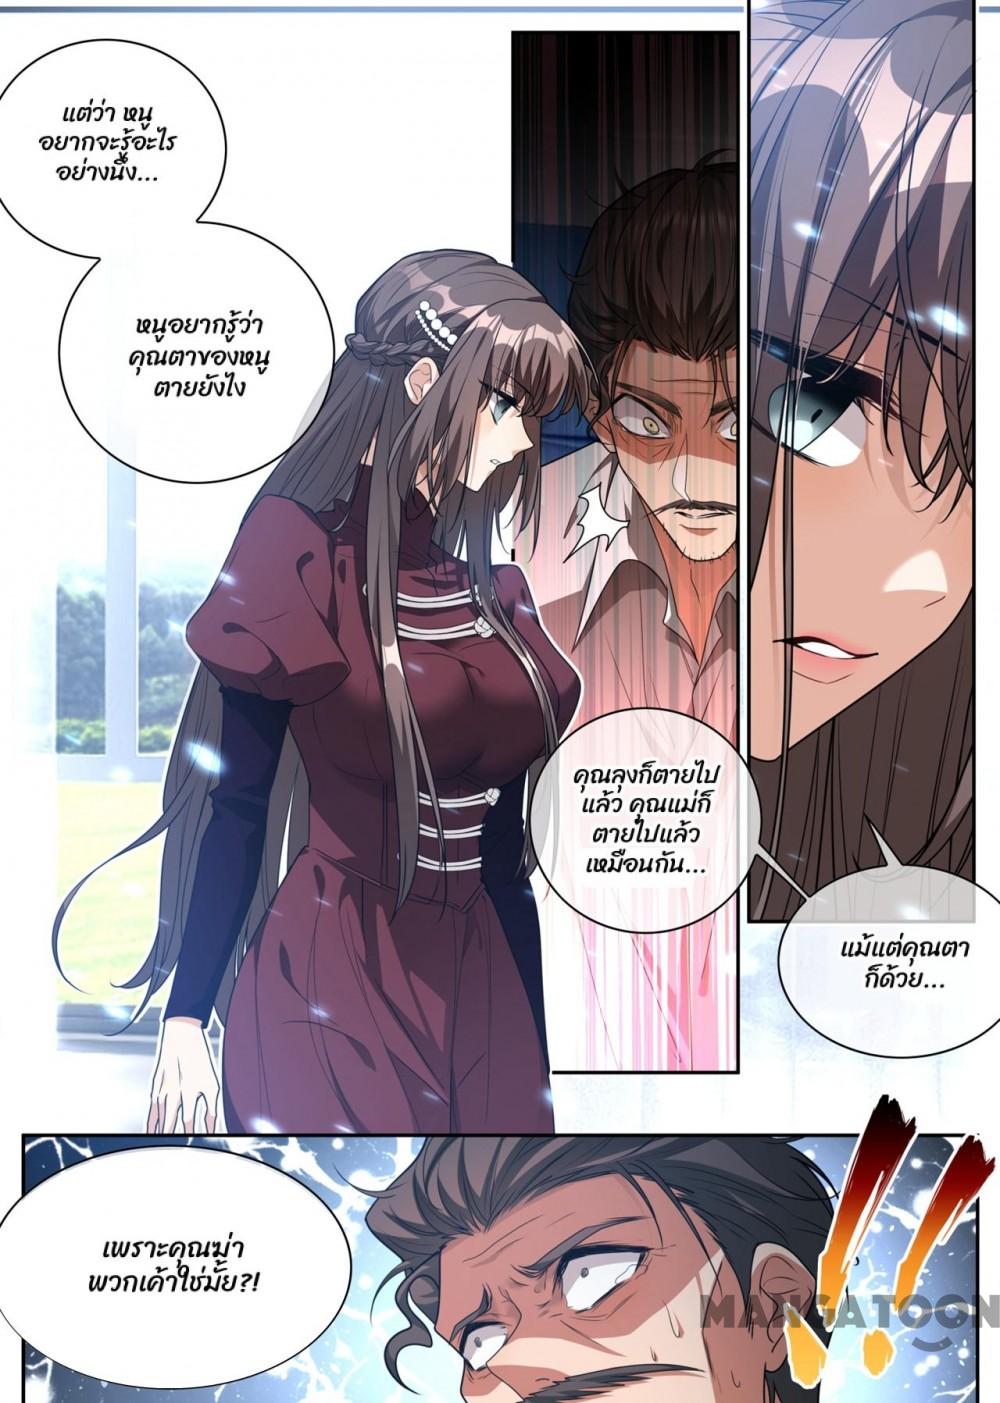 แต่ว่า หนู
อยากจะรู้อะไร
อย่างนึง...
หนูอยากรู้ว่า
คุณตาของหนู
ตายยังไง
คุณลุงก็ตายไป
แล้ว คุณแม่ก็
ตายไปแล้ว
เหมือนกัน...
แม้แต่คุณตา
ก็ด้วย...
เพราะคุณฆ่า
พวกเค้าใช่มั้ย?!
!!
MANGATOON